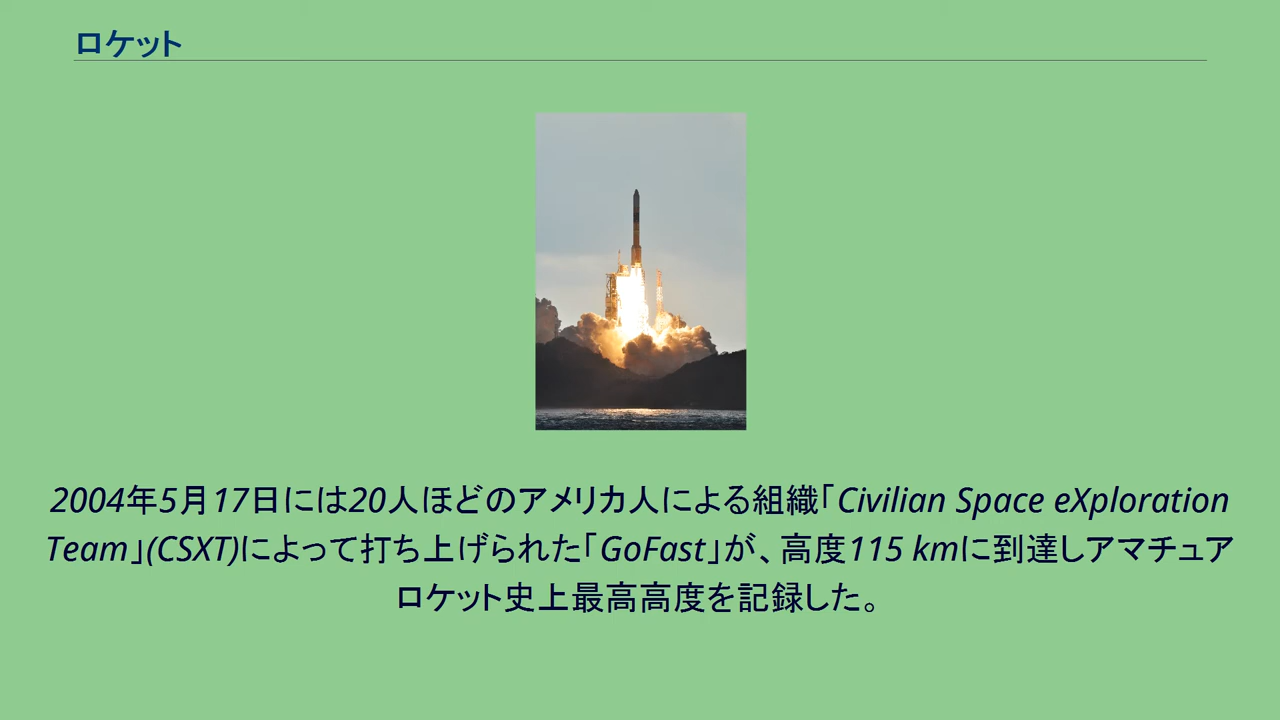 ロケット
2004年5月17日には20人ほどのアメリカ人による組織「Civilian Space eXploration
Team」(CSXT)によって打ち上げられた「GoFast」が、高度115 kmに到達しアマチュア
ロケット史上最高高度を記録した。